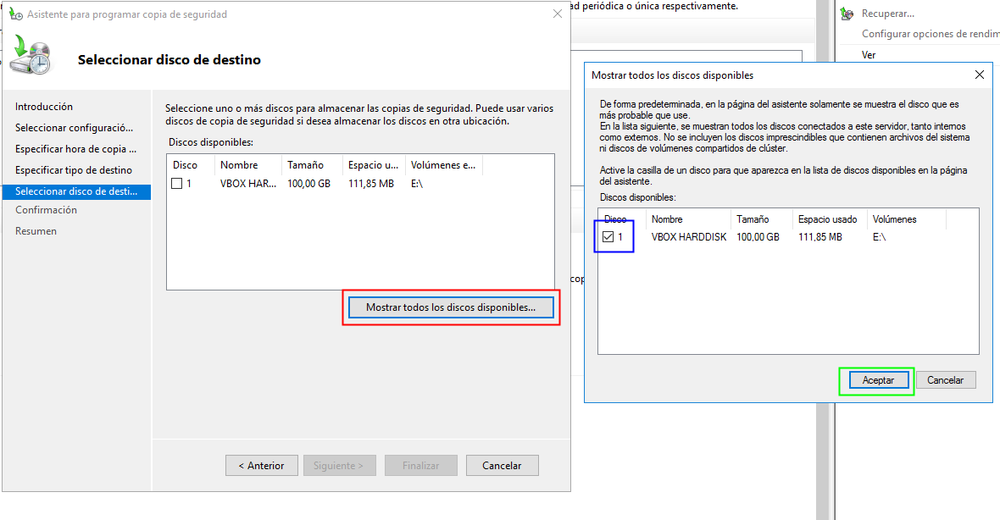 Asistente para programar copia de seguridad
Seleccionar disco de destino
Introducción
Seleccionar configuració...
Especificar hora de copia ...
Especificar tipo de destino
Seleccionar disco de desti...
Confirmación
Resumen
Seleccione uno o más discos para almacenar las copias de seguridad. Puede usar varios
discos de copia de seguridad si desea almacenar los discos en otra ubicación.
Discos disponibles:
Disco Nombre Tamaño Espacio u... Volúmenes e...
1 VBOX HAR... 100,00 GB 111,85 MB E:\
Mostrar todos los discos disponibles...
< Anterior Siguiente > Finalizar Cancelar
ad periódica o única respectivamente.
cop
Recuperar...
Configurar opciones de rendim
Ver
Mostrar todos los discos disponibles
De forma predeterminada, en la página del asistente solamente se muestra el disco que es
más probable que use.
En la lista siguiente, se muestran todos los discos conectados a este servidor, tanto internos
como externos. No se incluyen los discos imprescindibles que contienen archivos del sistema
ni discos de volúmenes compartidos de clúster.
Active la casilla de un disco para que aparezca en la lista de discos disponibles en la página
del asistente.
Discos disponibles:
Disco Nombre Tamaño Espacio usado Volúmenes
1 VBOX HARDDISK 100,00 GB 111,85 MB E:\
Aceptar Cancelar